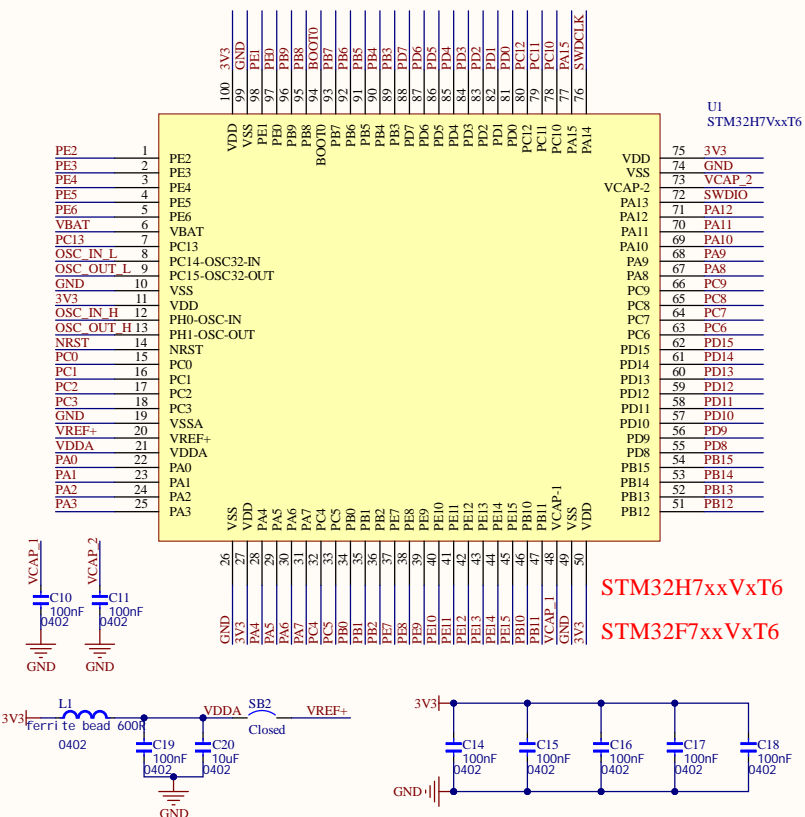 3V3 GND PE1 PE0 PB9 PB8 BOOT0 PB7 PB6 PB5 PB4 PB3 PD7 PD6 PD5 PD4 PD3 PD2 PD1 PD0 PC12 PC11 PC10 PA15 SWDCLK
100 99 98 97 96 95 94 93 92 91 90 89 88 87 86 85 84 83 82 81 80 79 78 77 76
VDD VSS PE1 PE0 PB9 PB8 BOOT0 PB7 PB6 PB5 PB4 PB3 PD7 PD6 PD5 PD4 PD3 PD2 PD1 PD0 PC12 PC11 PC10 PA15 PA14
U1
STM32H7VxxT6
PE2 1 PE2
PE3 2 PE3
PE4 3 PE4
PE5 4 PE5
PE6 5 PE6
VBAT 6 VBAT
PC13 7 PC13
OSC_IN_L 8 PC14-OSC32-IN
OSC_OUT_L 9 PC15-OSC32-OUT
GND 10 VSS
3V3 11 VDD
OSC_IN_H 12 PH0-OSC-IN
OSC_OUT_H 13 PH1-OSC-OUT
NRST 14 NRST
PC0 15 PC0
PC1 16 PC1
PC2 17 PC2
PC3 18 PC3
GND 19 VSSA
VREF+ 20 VREF+
VDDA 21 VDDA
PA0 22 PA0
PA1 23 PA1
PA2 24 PA2
PA3 25 PA3
VDD 75 3V3
VSS 74 GND
VCAP-2 73 VCAP_2
PA13 72 SWDIO
PA12 71 PA12
PA11 70 PA11
PA10 69 PA10
PA9 68 PA9
PA8 67 PA8
PC9 66 PC9
PC8 65 PC8
PC7 64 PC7
PC6 63 PC6
PD15 62 PD15
PD14 61 PD14
PD13 60 PD13
PD12 59 PD12
PD11 58 PD11
PD10 57 PD10
PD9 56 PD9
PD8 55 PD8
PB15 54 PB15
PB14 53 PB14
PB13 52 PB13
PB12 51 PB12
VSS VDD PA4 PA5 PA6 PA7 PC4 PC5 PB0 PB1 PB2 PE7 PE8 PE9 PE10 PE11 PE12 PE13 PE14 PE15 PB10 PB11 VCAP-1 VSS VDD
26 27 28 29 30 31 32 33 34 35 36 37 38 39 40 41 42 43 44 45 46 47 48 49 50
GND 3V3 PA4 PA5 PA6 PA7 PC4 PC5 PB0 PB1 PB2 PE7 PE8 PE9 PE10 PE11 PE12 PE13 PE14 PE15 PB10 PB11 VCAP_1 GND 3V3
STM32H7xxVxT6
STM32F7xxVxT6
VCAP_1
C10
100nF
0402
GND
VCAP_2
C11
100nF
0402
GND
3V3
L1
ferrite bead 600R
0402
C19
100nF
0402
VDDA
C20
10uF
0402
GND
SB2
Closed
VREF+
3V3
C14
100nF
0402
C15
100nF
0402
C16
100nF
0402
C17
100nF
0402
C18
100nF
0402
GND